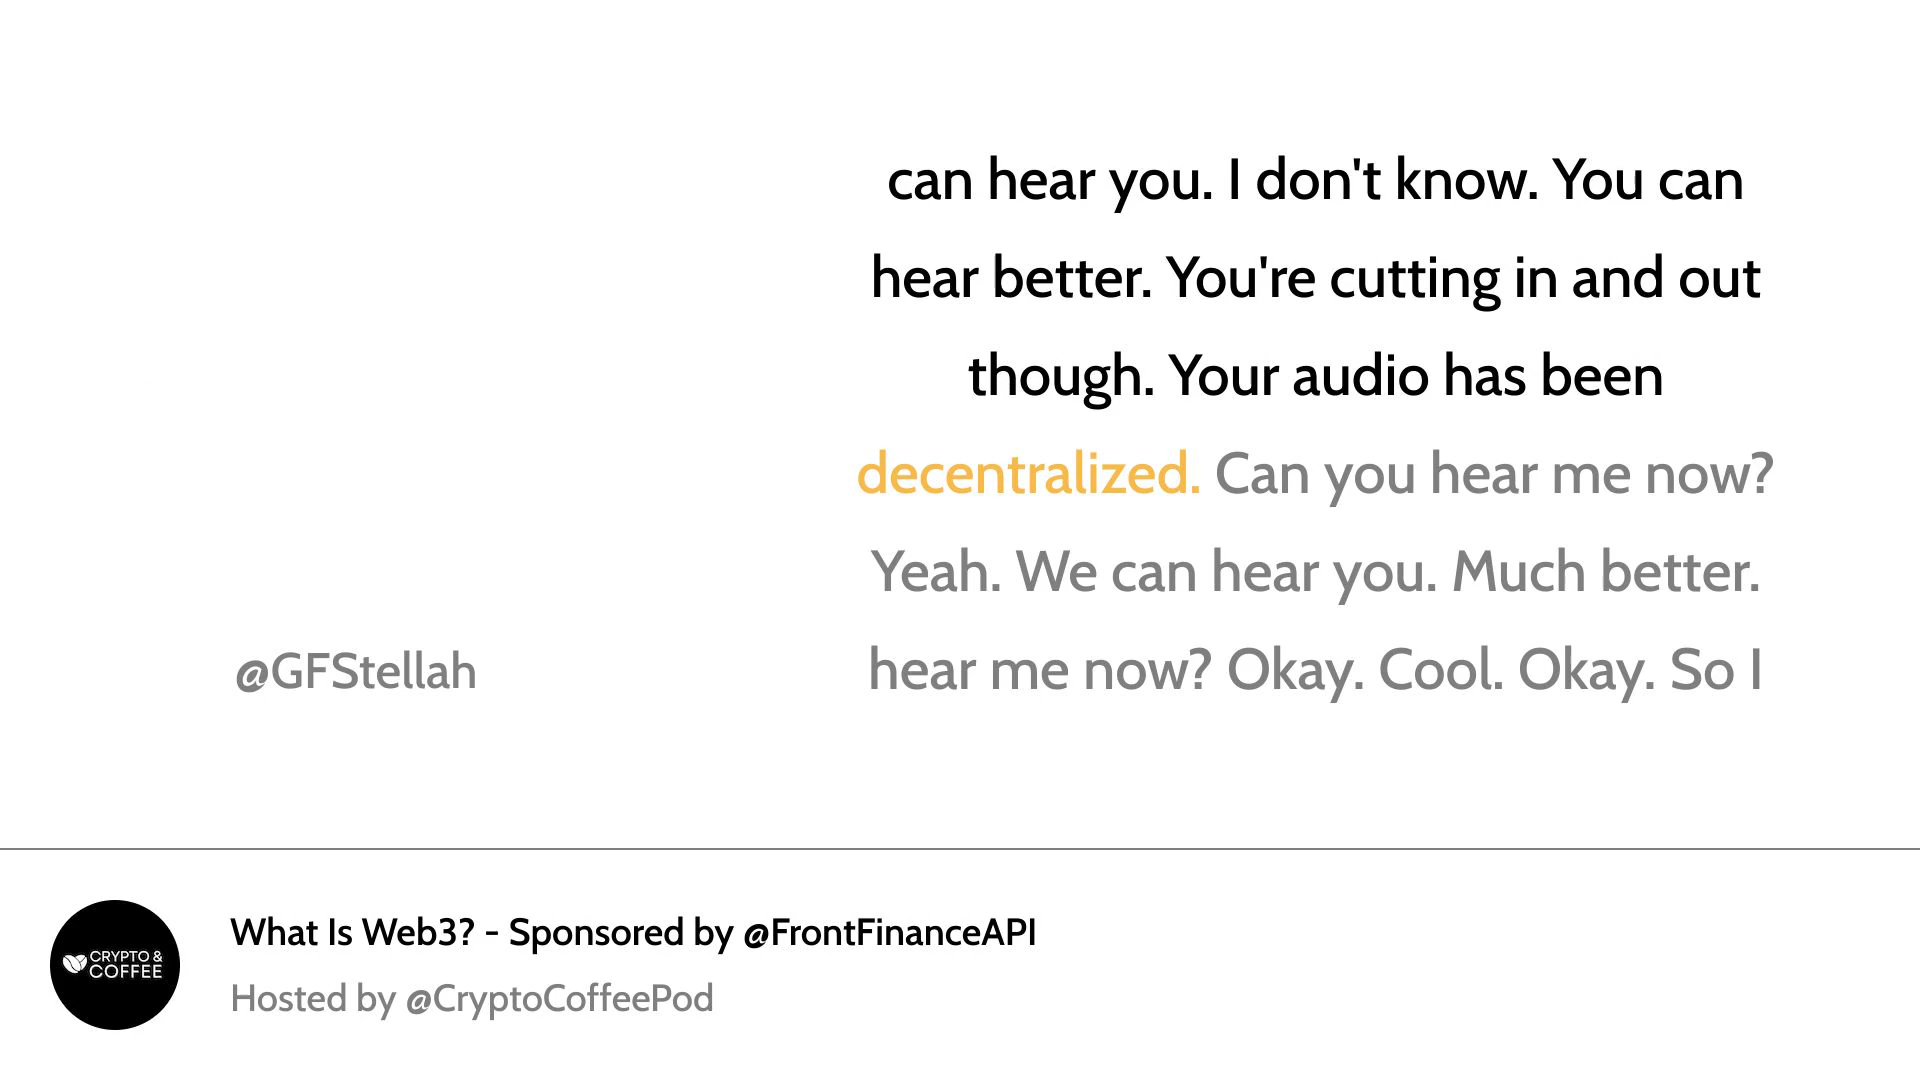 can hear you. I don't know. You can
hear better. You're cutting in and out
though. Your audio has been
decentralized. Can you hear me now?
Yeah. We can hear you. Much better.
hear me now? Okay. Cool. Okay. So I
@GFStellah
CRYPTO &
COFFEE
What Is Web3? - Sponsored by @FrontFinanceAPI
Hosted by @CryptoCoffeePod